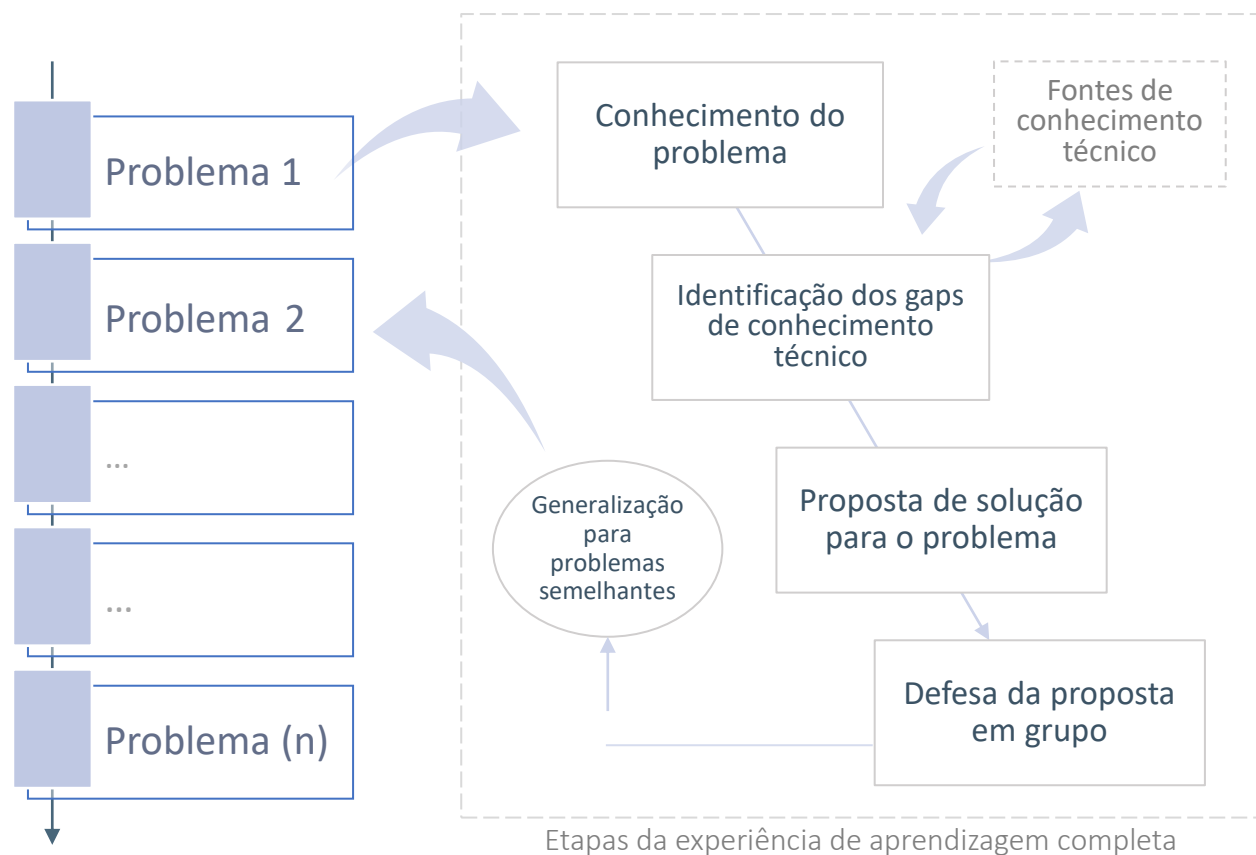 Problema 1
Problema 2
...
...
Problema (n)
Conhecimento do
problema
Fontes de
conhecimento
técnico
Identificação dos gaps
de conhecimento
técnico
Proposta de solução
para o problema
Generalização
para
problemas
semelhantes
Defesa da proposta
em grupo
Etapas da experiência de aprendizagem completa